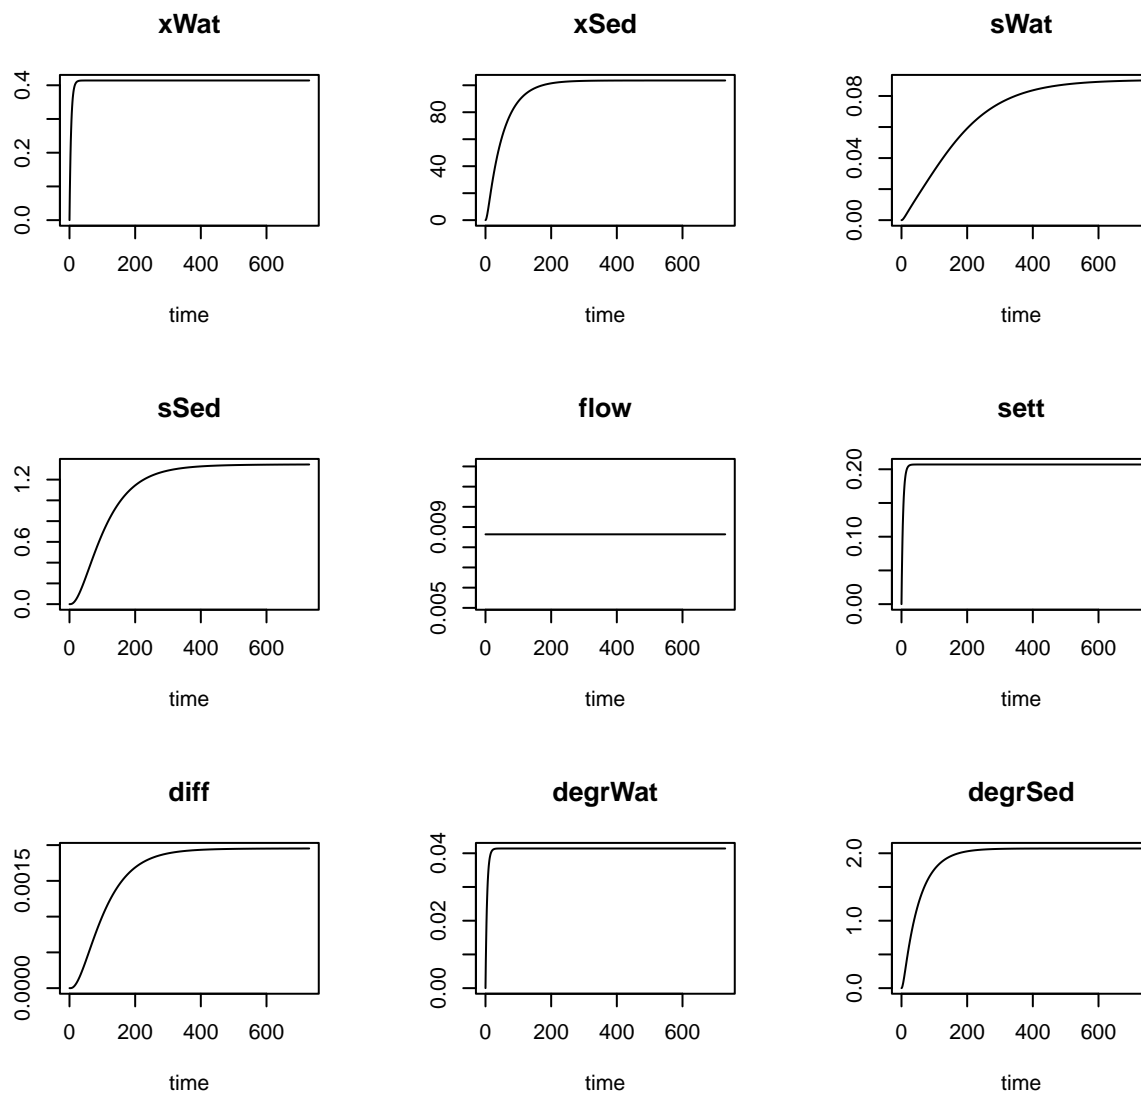 xWat
xSed
sWat
0.0 0.2 0.4
0 40 80
0.00 0.04 0.08
0 200 400 600
0 200 400 600
0 200 400 600
time
time
time
sSed
flow
sett
0.0 0.6 1.2
0.005 0.009
0.00 0.10 0.20
0 200 400 600
0 200 400 600
0 200 400 600
time
time
time
diff
degrWat
degrSed
0.0000 0.0015
0.00 0.02 0.04
0.0 1.0 2.0
0 200 400 600
0 200 400 600
0 200 400 600
time
time
time